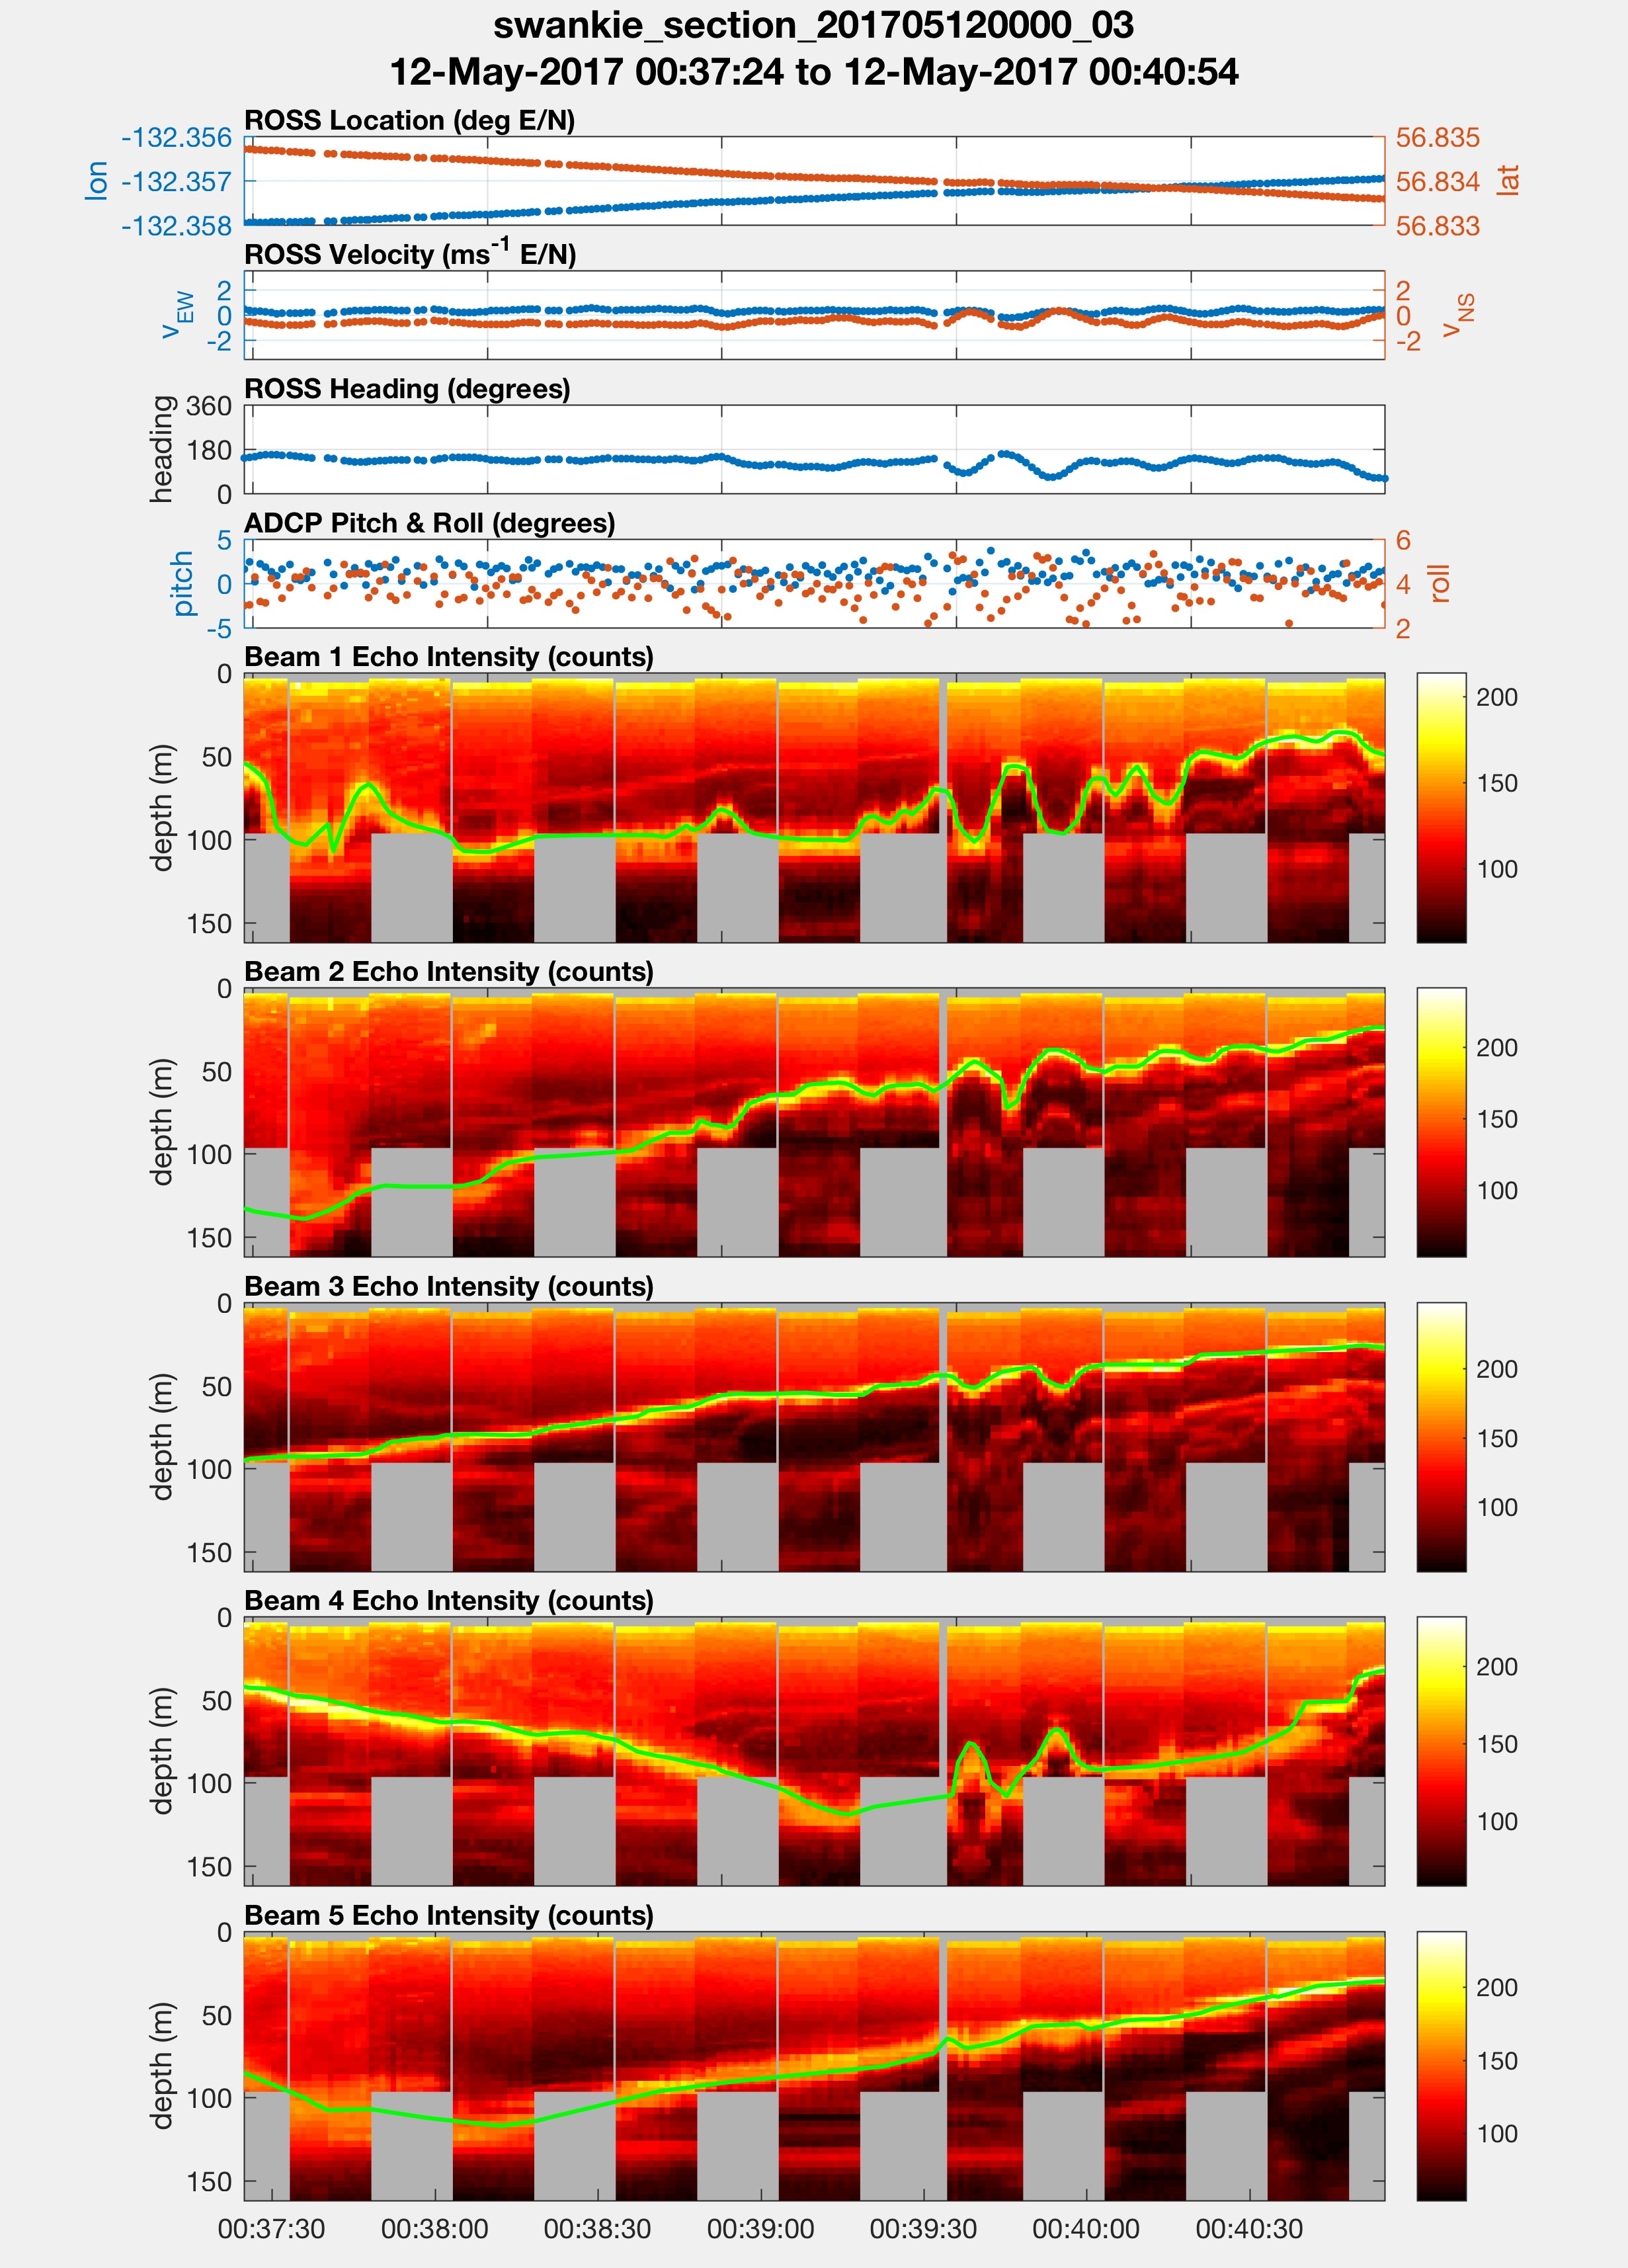 swankie_section_201705120000_03
12-May-2017 00:37:24 to 12-May-2017 00:40:54
ROSS Location (deg E/N)
-132.356
-132.357
-132.358
lon
56.835
56.834
56.833
lat
ROSS Velocity (ms-1 E/N)
2
0
-2
vEW
2
0
-2
vNS
ROSS Heading (degrees)
360
180
0
heading
ADCP Pitch & Roll (degrees)
5
0
-5
pitch
6
4
2
roll
Beam 1 Echo Intensity (counts)
0
50
100
150
depth (m)
200
150
100
Beam 2 Echo Intensity (counts)
0
50
100
150
depth (m)
200
150
100
Beam 3 Echo Intensity (counts)
0
50
100
150
depth (m)
200
150
100
Beam 4 Echo Intensity (counts)
0
50
100
150
depth (m)
200
150
100
Beam 5 Echo Intensity (counts)
0
50
100
150
depth (m)
200
150
100
00:37:30 00:38:00 00:38:30 00:39:00 00:39:30 00:40:00 00:40:30